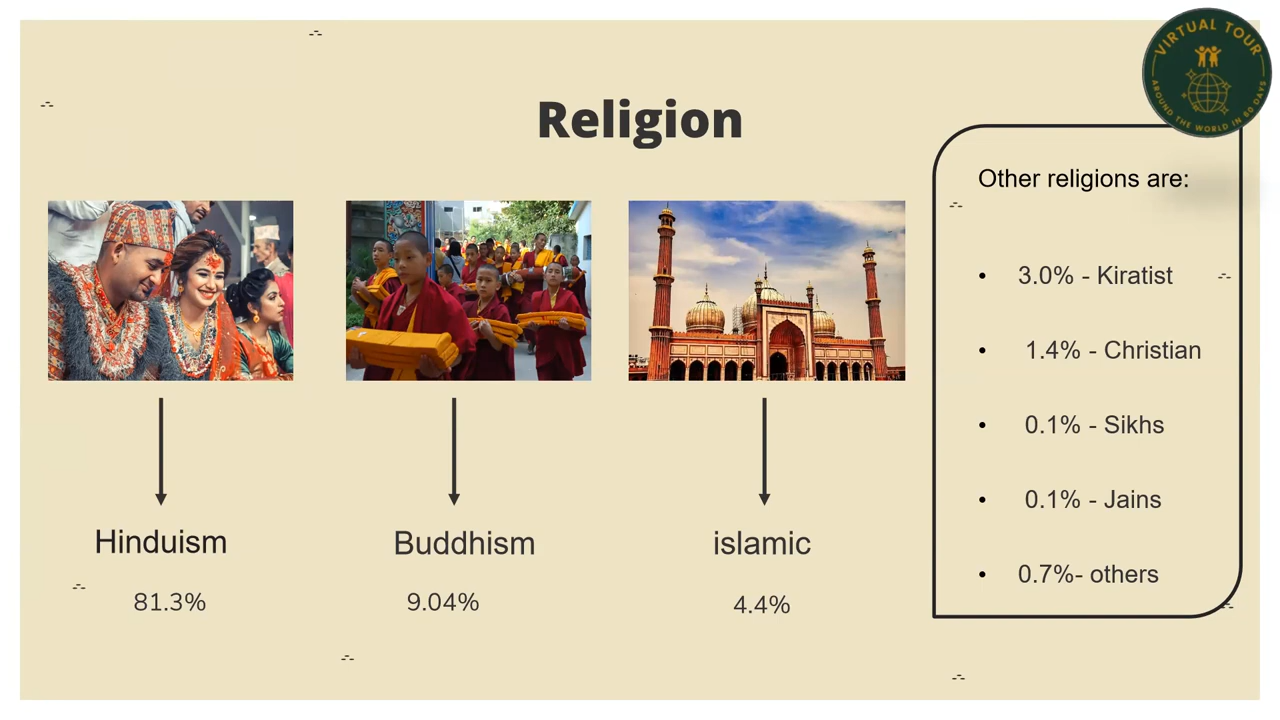 VIRTUAL TOUR
AROUND THE WORLD IN 80 DAYS
Religion
Hinduism
81.3%
Buddhism
9.04%
islamic
4.4%
Other religions are:
• 3.0% - Kiratist
• 1.4% - Christian
• 0.1% - Sikhs
• 0.1% - Jains
• 0.7%- others